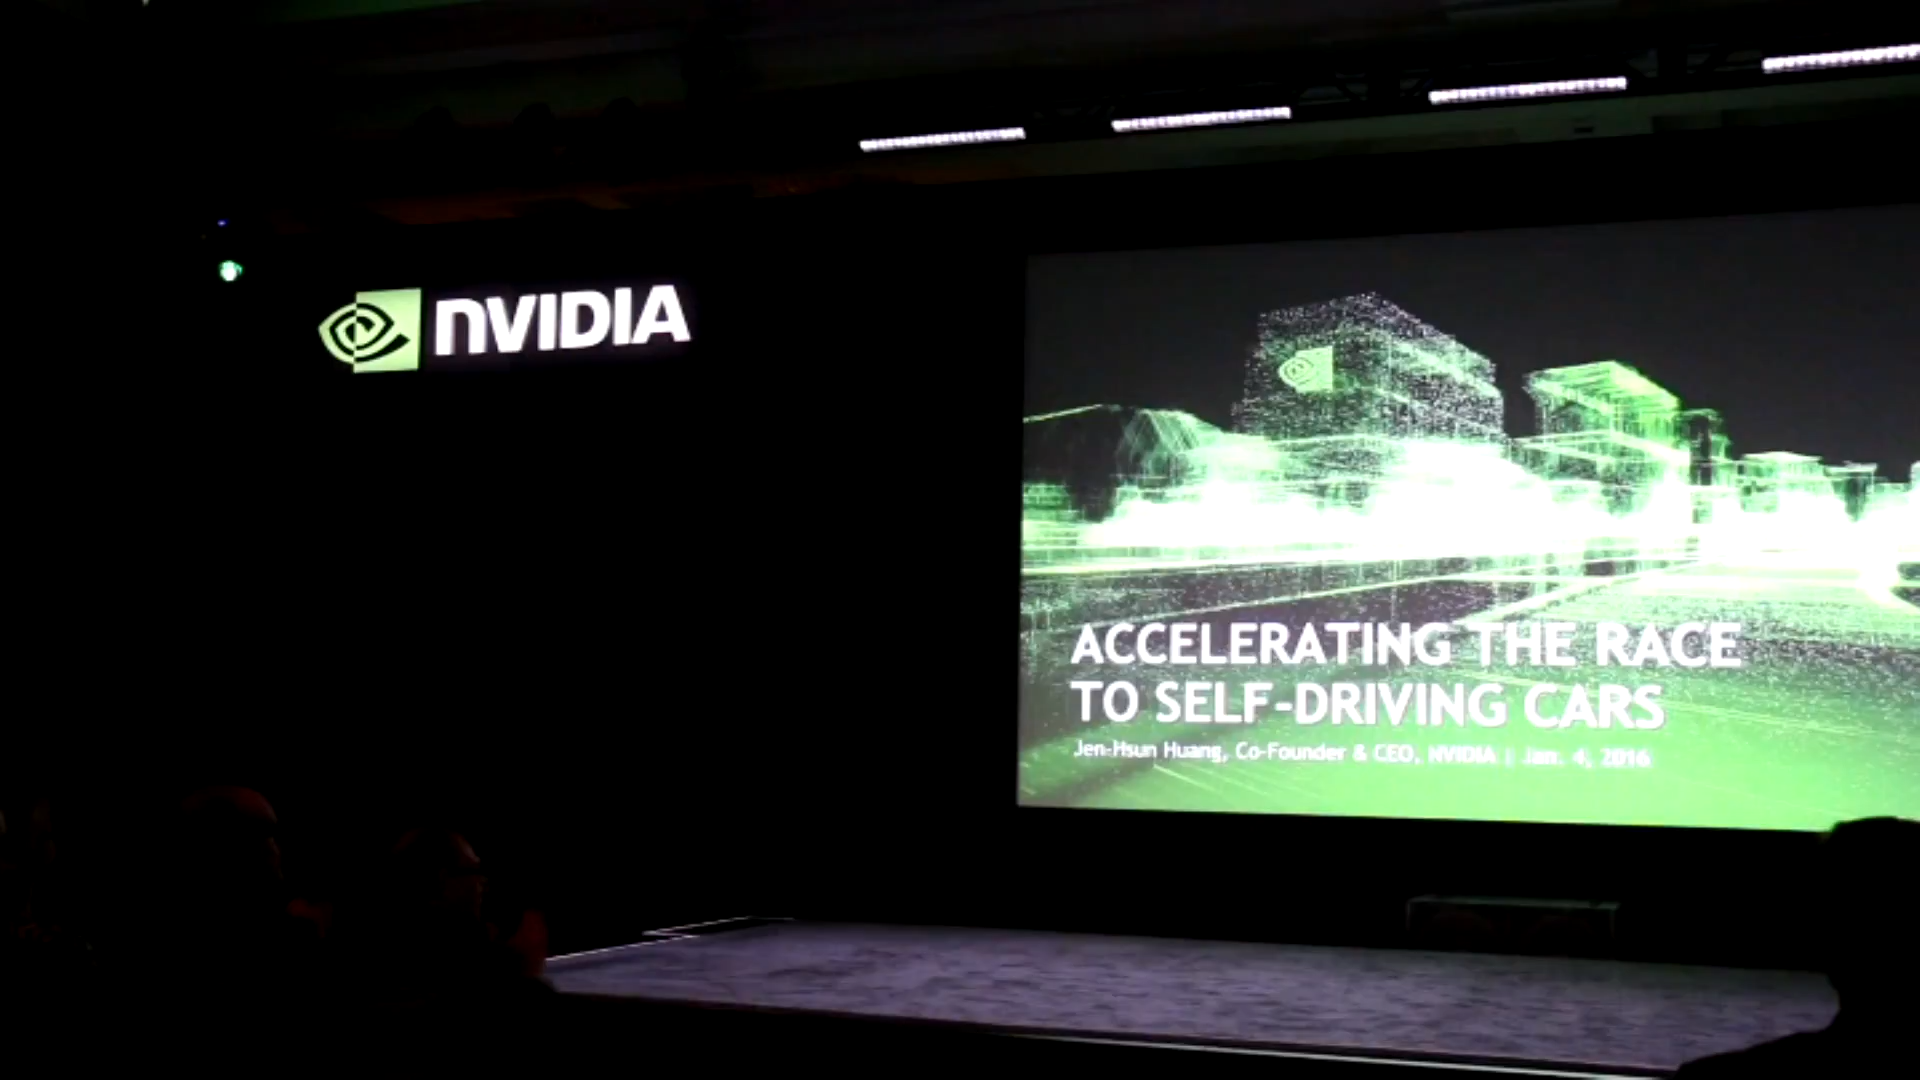 NVIDIA
ACCELERATING THE RACE
TO SELF-DRIVING CARS
Jen-Hsun Huang, Co-Founder & CEO, NVIDIA | Jan. 4, 2016